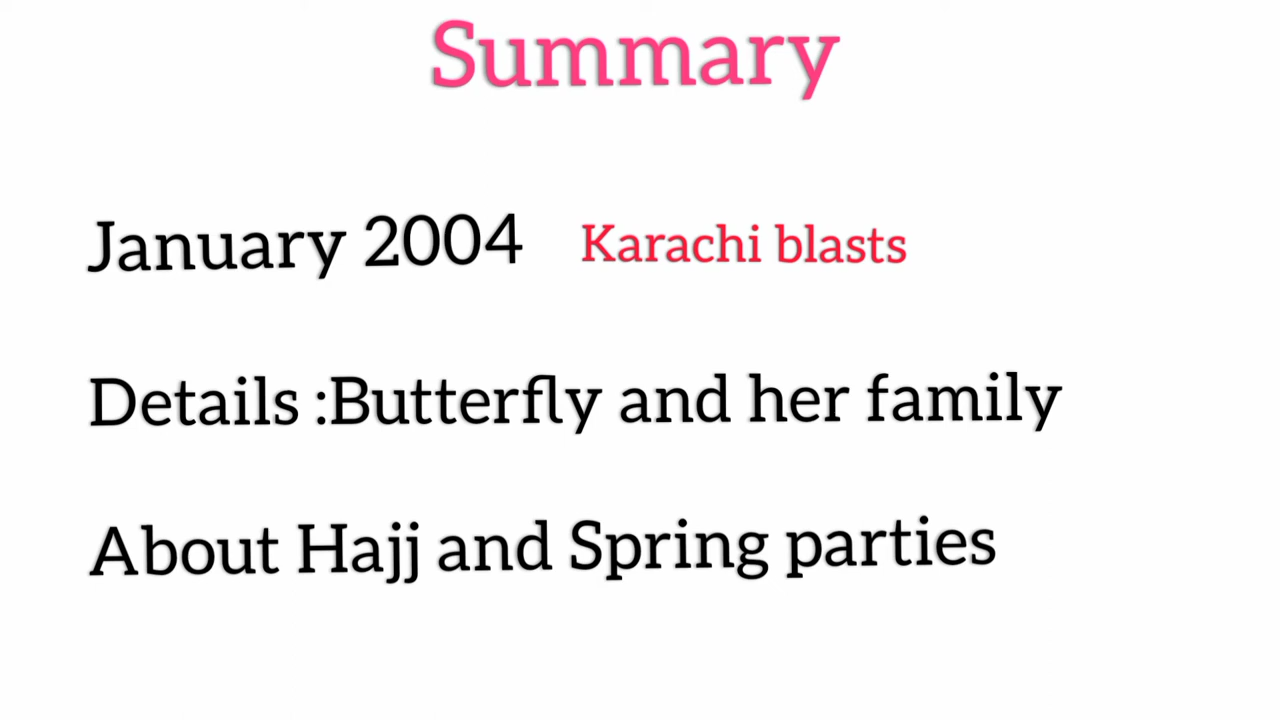 Summary
January 2004 Karachi blasts
Details :Butterfly and her family
About Hajj and Spring parties